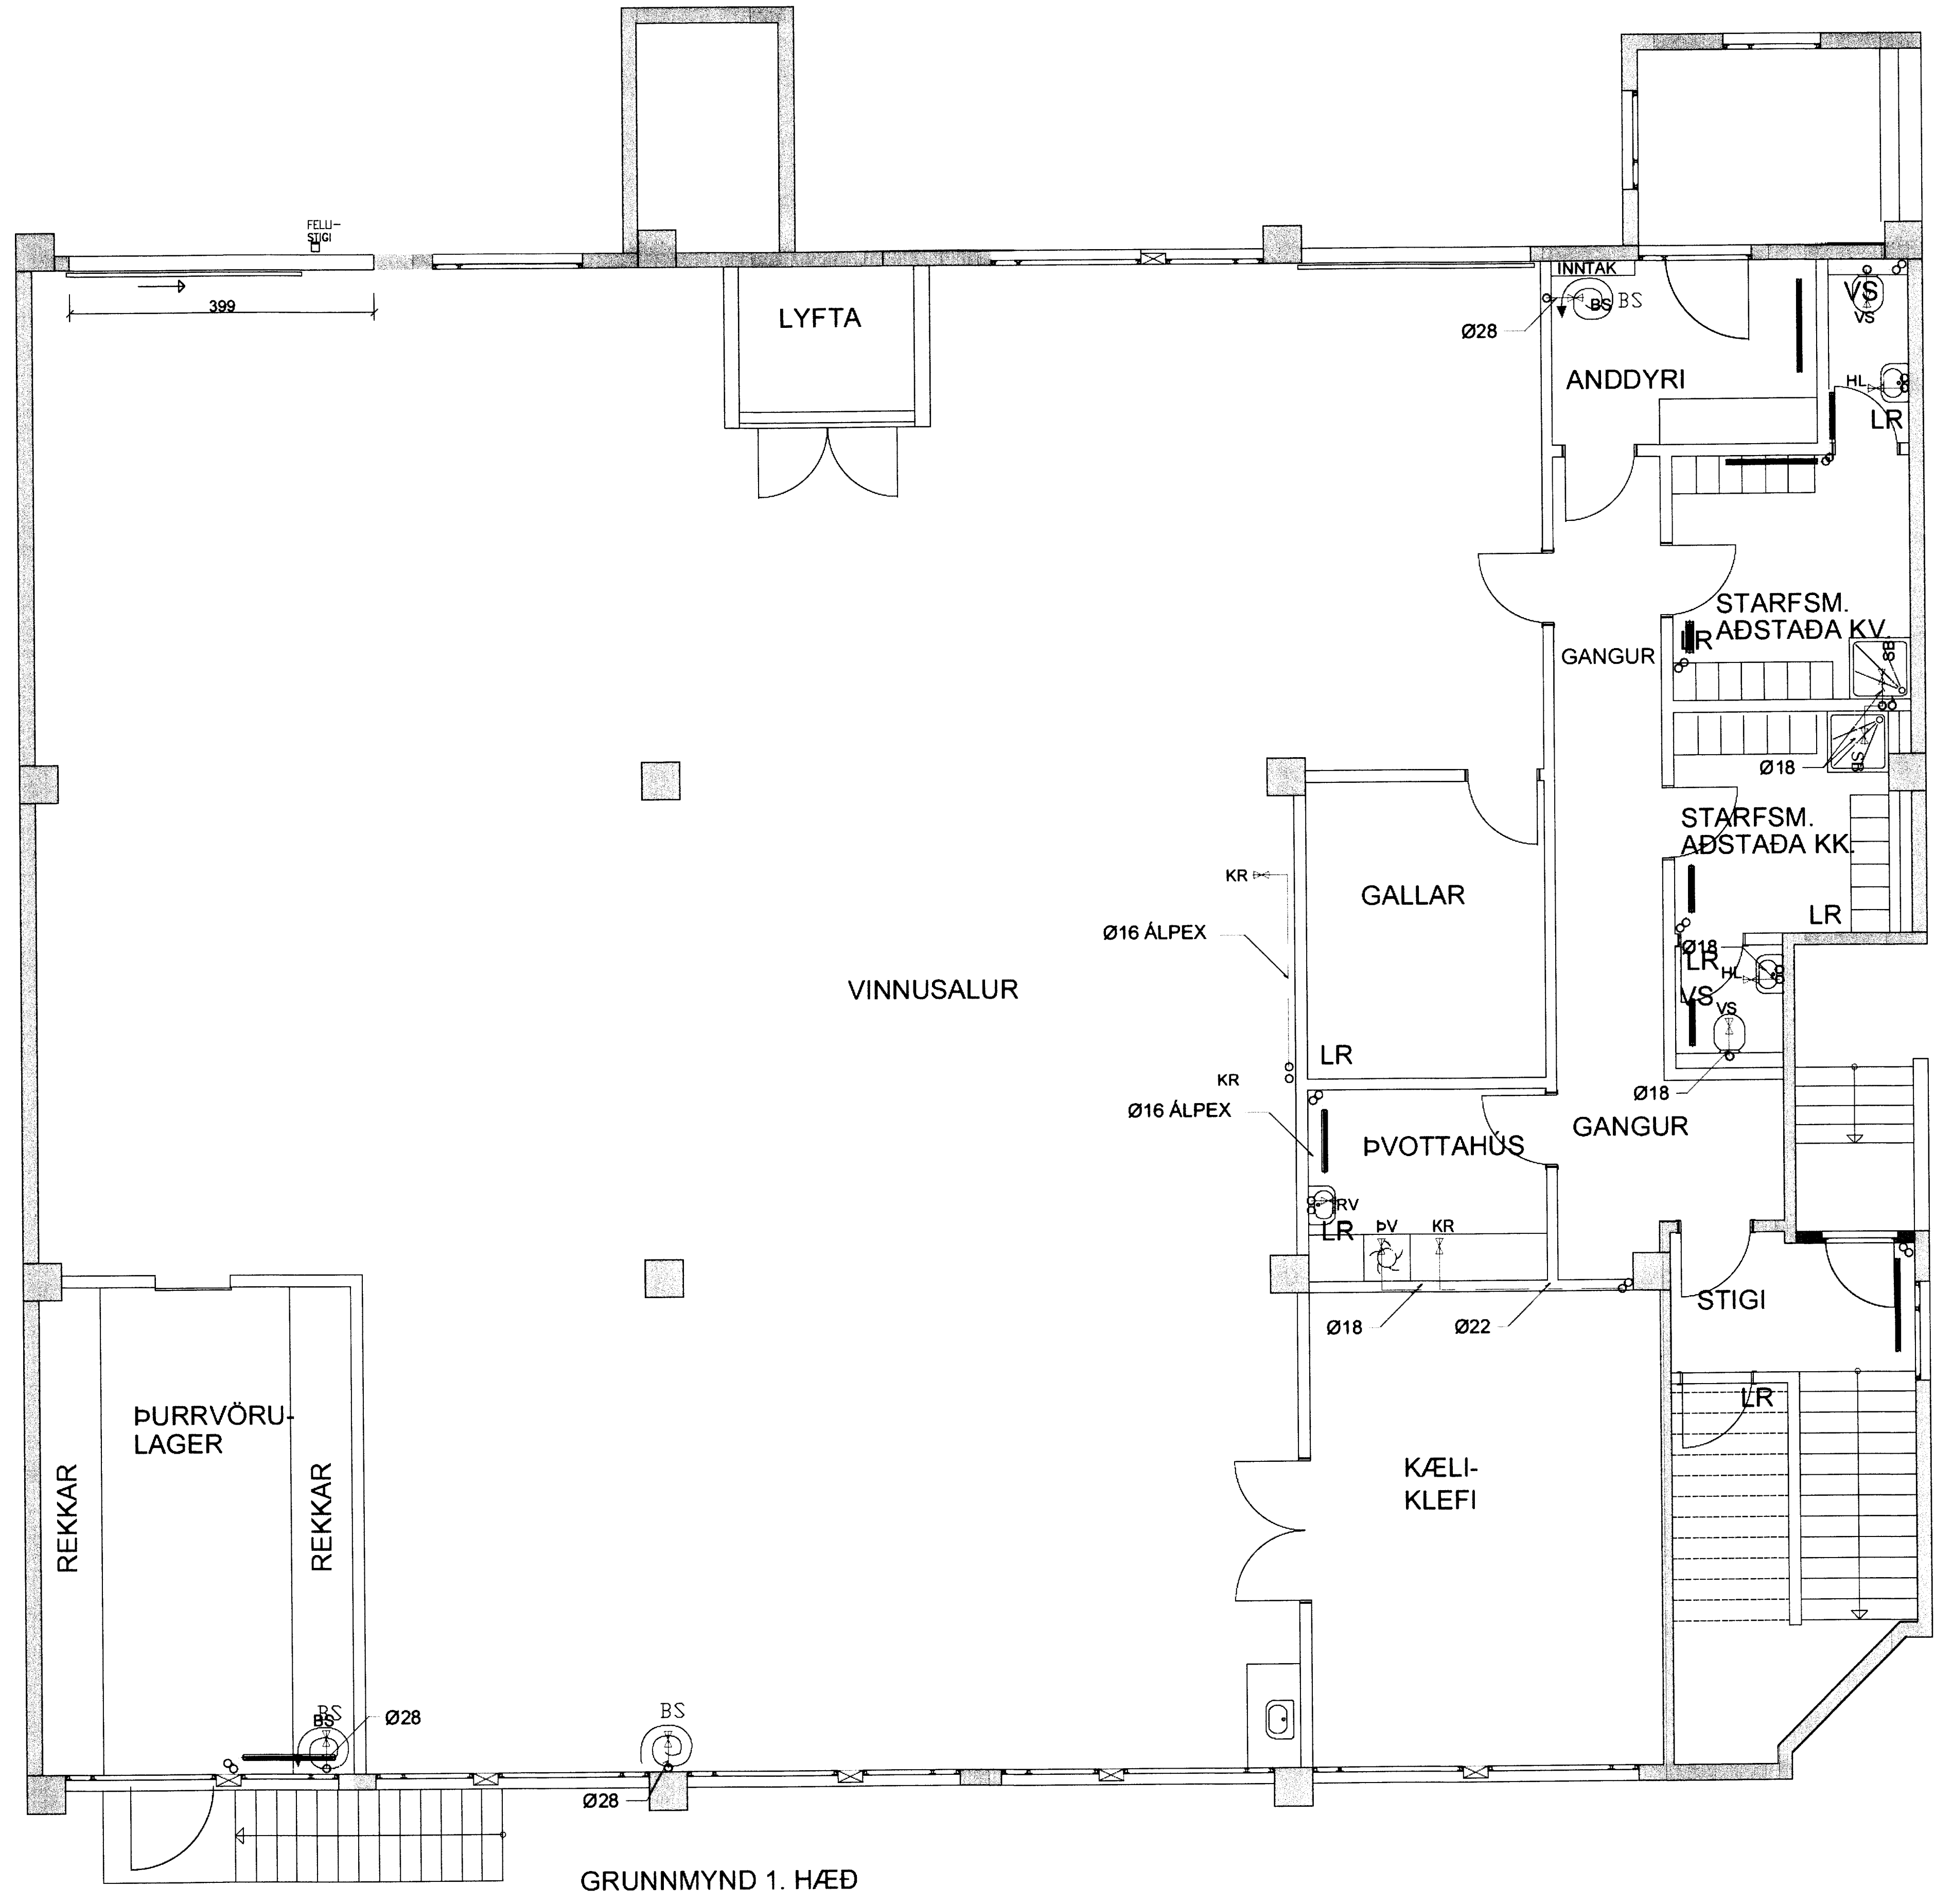 FELLI-
STIGI
399
LYFTA
INNTAK
BS
BS
Ø28
ANDDYRI
VS
VS
HL
LR
STARFSM.
AÐSTAÐA KV.
LR
SB
GANGUR
Ø18
SB
STARFSM.
AÐSTAÐA KK.
LR
KR
GALLAR
Ø16 ÁLPEX
VINNUSALUR
Ø18
LR
HL
VS
VS
LR
KR
Ø18
Ø16 ÁLPEX
GANGUR
ÞVOTTAHÚS
RV
LR
ÞV
KR
STIGI
Ø18
Ø22
LR
ÞURRVÖRU-
LAGER
REKKAR
REKKAR
KÆLI-
KLEFI
BS
BS
Ø28
BS
Ø28
GRUNNMYND 1. HÆÐ